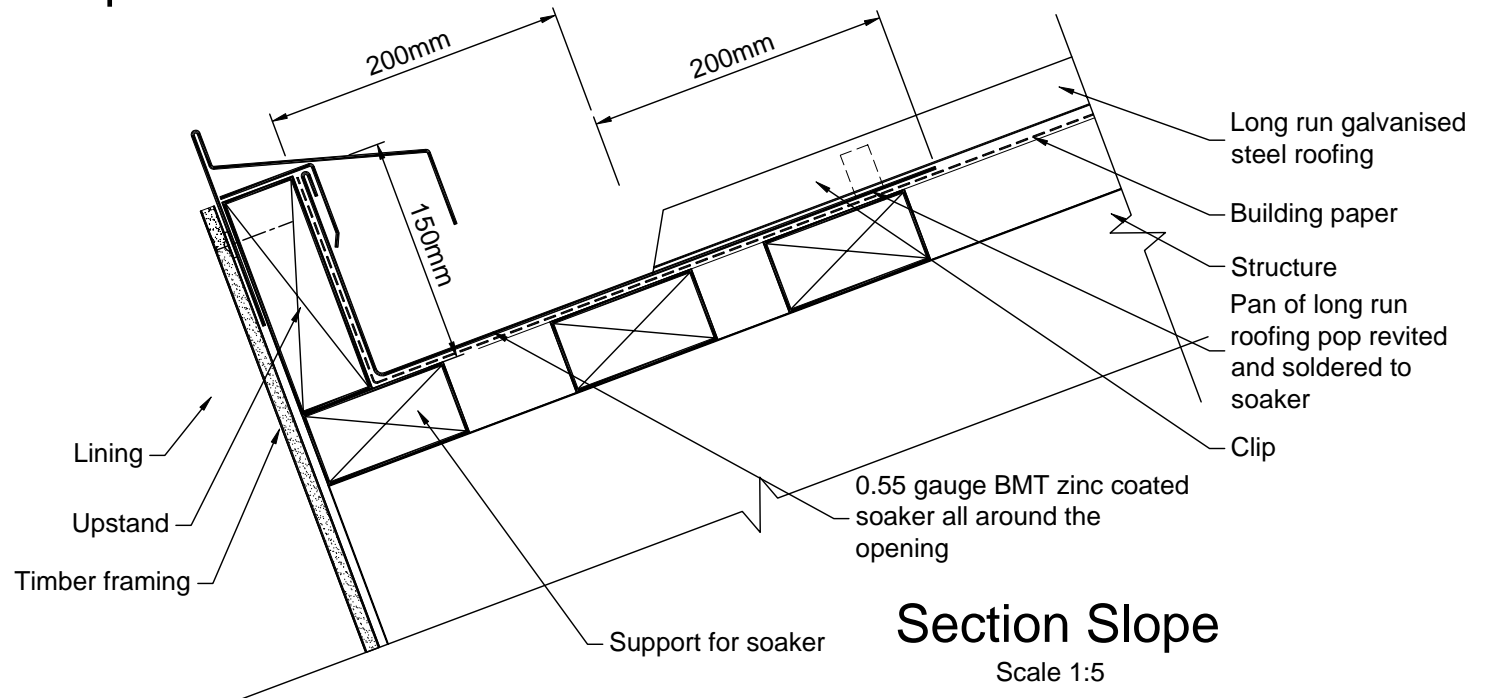 200mm
200mm
150mm
Long run galvanised
steel roofing
Building paper
Structure
Pan of long run
roofing pop revited
and soldered to
soaker
Clip
Lining
Upstand
Timber framing
0.55 gauge BMT zinc coated
soaker all around the
opening
Support for soaker
Section Slope
Scale 1:5